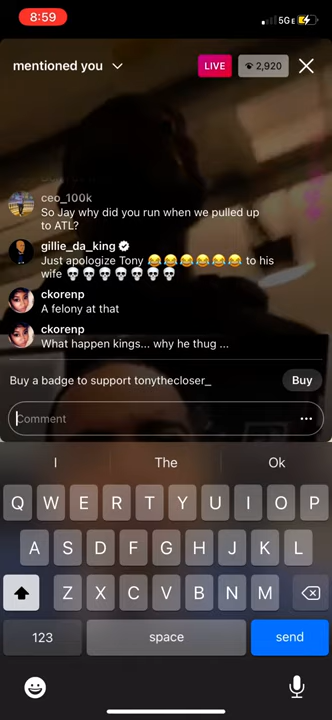 8:59
5GE
mentioned you
LIVE
2,920
ceo_100k
So Jay why did you run when we pulled up
to ATL?
gillie_da_king
Just apologize Tony 😂😂😂😂😂😂 to his
wife 💀💀💀💀💀💀💀
ckorenp
A felony at that
ckorenp
What happen kings... why he thug ...
Buy a badge to support tonythecloser_
Buy
Comment
I The Ok
Q W E R T Y U I O P
A S D F G H J K L
Z X C V B N M
123 space send